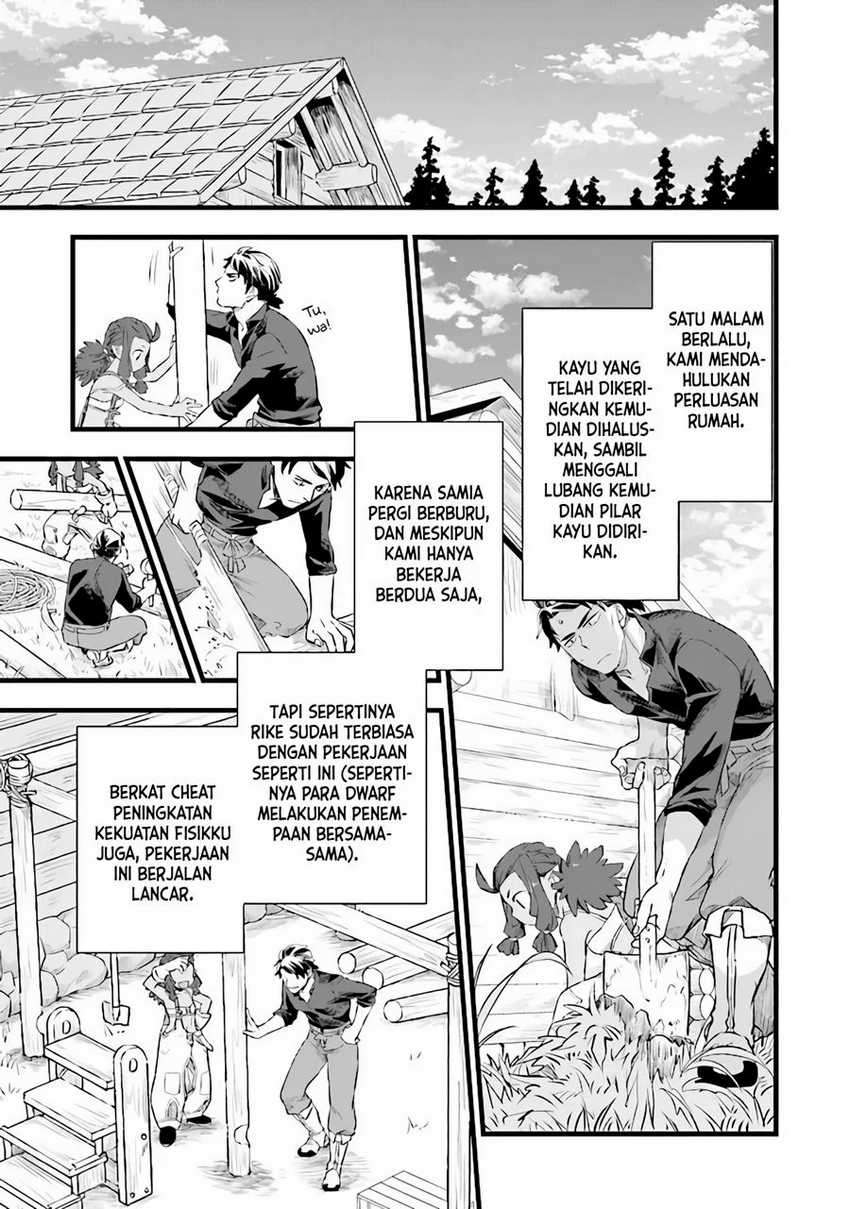 SATU MALAM
BERLALU,
KAMI MENDA-
HULUKAN
PERLUASAN
RUMAH.
KAYU YANG
TELAH DIKERI-
NGKAN KEMU-
DIAN DIHALUS-
KAN, SAMBIL
MENGGALI
LUBANG KEMU-
DIAN PILAR
KAYU DIDIRI-
KAN.
Tu,
wa!
KARENA SAMIA
PERGI BERBURU,
DAN MESKIPUN
KAMI HANYA
BEKERJA
BERDUA SAJA,
TAPI SEPERTINYA
RIKE SUDAH TERBIASA
DENGAN PEKERJAAN
SEPERTI INI (SEPERTI-
NYA PARA DWARF
MELAKUKAN PENEM-
PAAN BERSAMA-
SAMA).
BERKAT CHEAT
PENINGKATAN
KEKUATAN FISIKKU
JUGA, PEKERJAAN
INI BERJALAN
LANCAR.